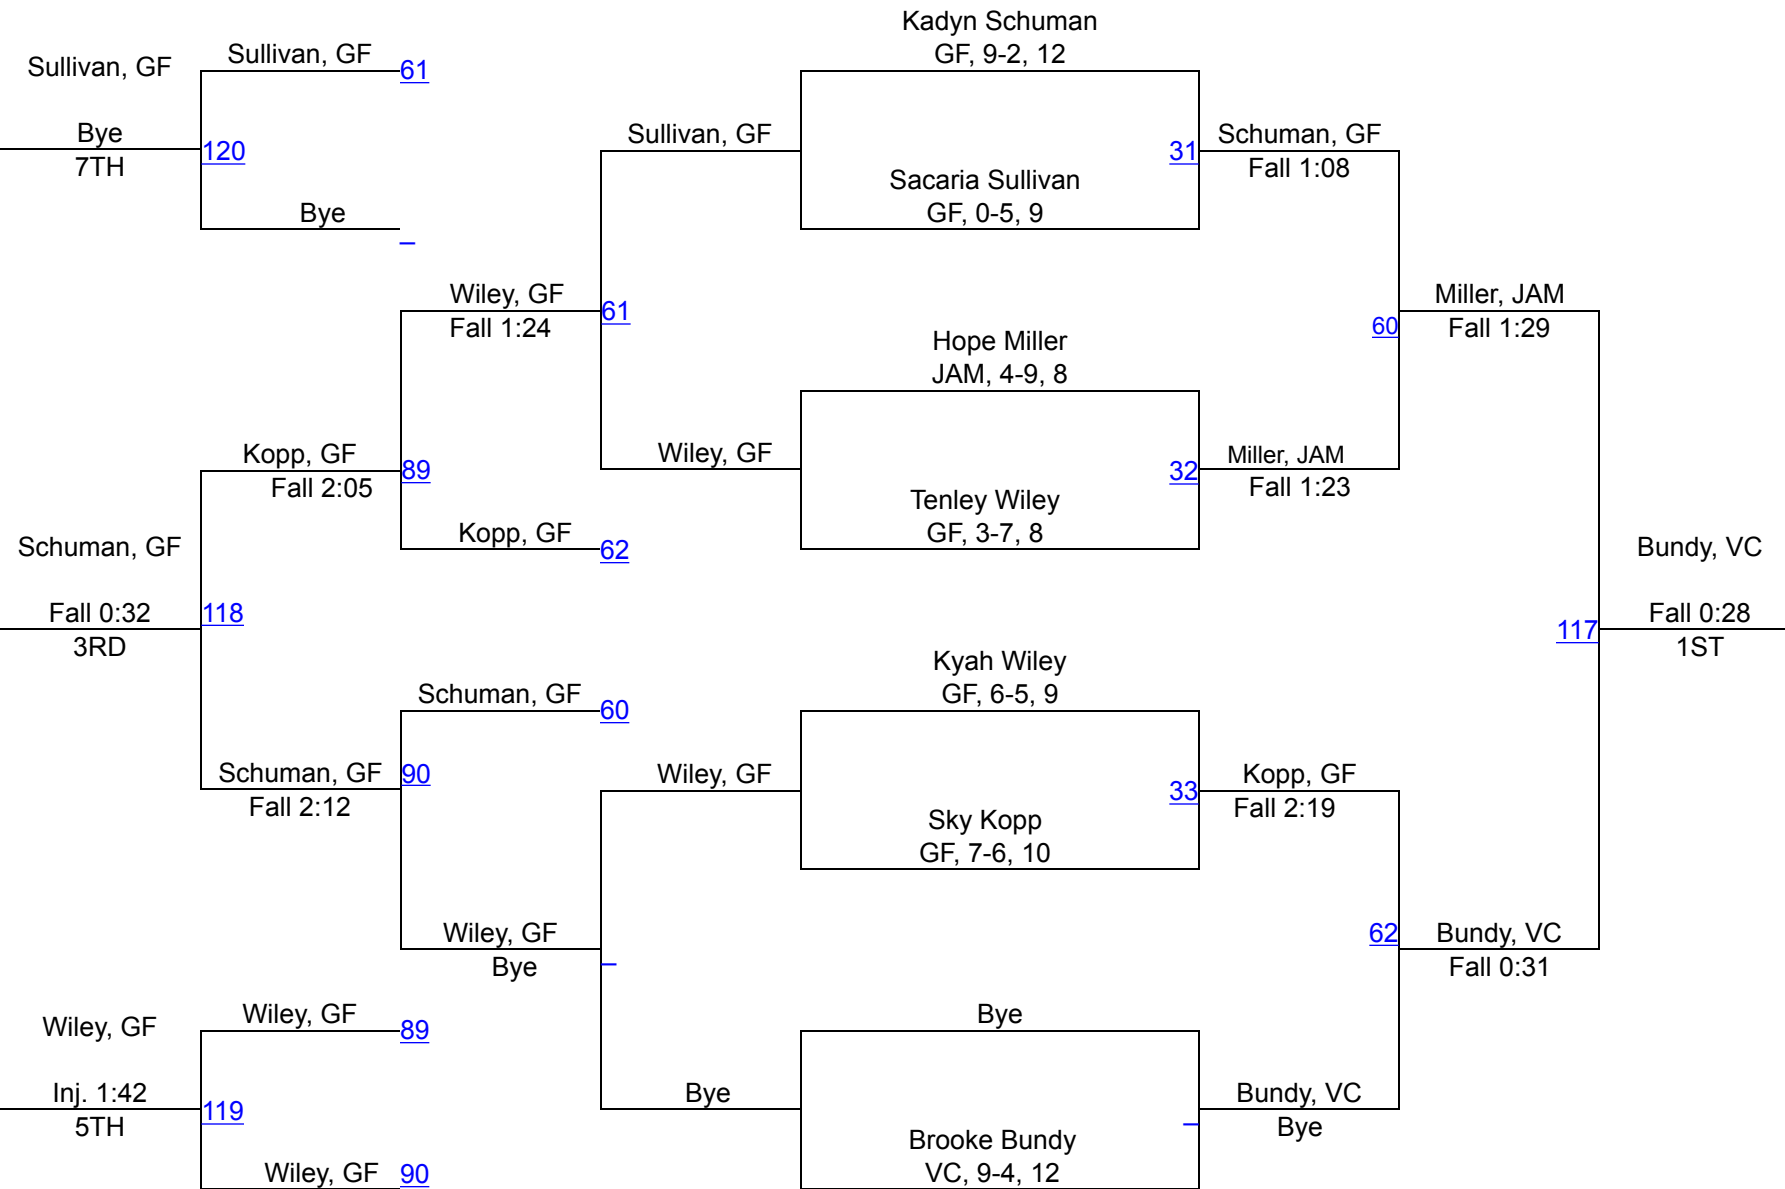 Kadyn Schuman
GF, 9-2, 12
Sullivan, GF
Sullivan, GF
61
Bye
7TH
120
Bye
Sullivan, GF
31
Schuman, GF
Fall 1:08
Sacaria Sullivan
GF, 0-5, 9
Wiley, GF
Fall 1:24
61
Miller, JAM
Fall 1:29
60
Hope Miller
JAM, 4-9, 8
Kopp, GF
Fall 2:05
89
Wiley, GF
32
Miller, JAM
Fall 1:23
Tenley Wiley
GF, 3-7, 8
Kopp, GF
62
Schuman, GF
Fall 0:32
3RD
118
Bundy, VC
Fall 0:28
1ST
117
Kyah Wiley
GF, 6-5, 9
Schuman, GF
60
Schuman, GF
Fall 2:12
90
Wiley, GF
33
Kopp, GF
Fall 2:19
Sky Kopp
GF, 7-6, 10
Wiley, GF
Bye
62
Bundy, VC
Fall 0:31
Wiley, GF
Wiley, GF
89
Bye
Inj. 1:42
5TH
119
Bye
Bundy, VC
Bye
Brooke Bundy
VC, 9-4, 12
Wiley, GF
90